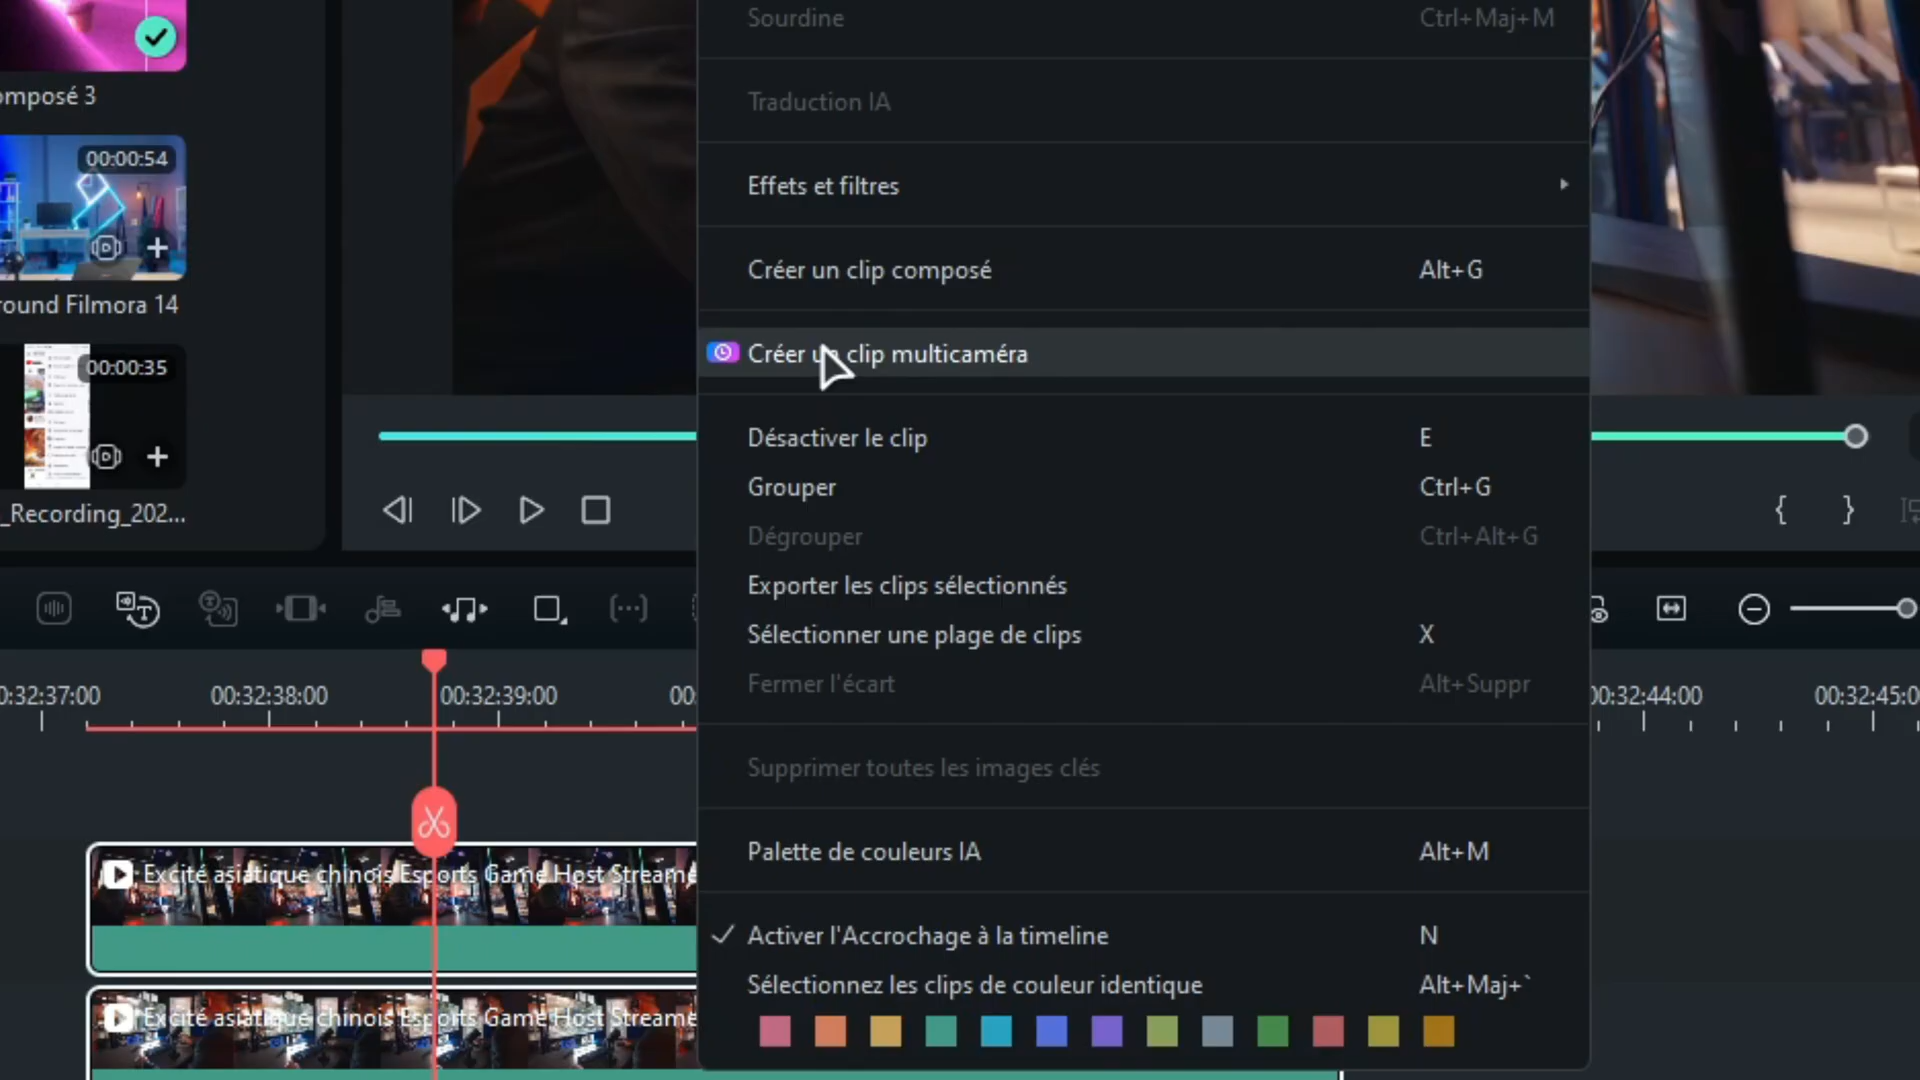 Sourdine Ctrl+Maj+M
Traduction IA
omposé 3
00:00:54
Effets et filtres
Créer un clip composé Alt+G
round Filmora 14
Créer un clip multicaméra
00:00:35
Désactiver le clip E
Grouper Ctrl+G
_Recording_202...
Dégrouper Ctrl+Alt+G
Exporter les clips sélectionnés
Sélectionner une plage de clips X
Fermer l'écart Alt+Suppr
0:32:37:00 00:32:38:00 00:32:39:00 00: 00:32:44:00 00:32:45:0
Supprimer toutes les images clés
Palette de couleurs IA Alt+M
Excité asiatique chinois Esports Game Host Streame
Activer l'Accrochage à la timeline N
Sélectionnez les clips de couleur identique Alt+Maj+`
Excité asiatique chinois Esports Game Host Streame